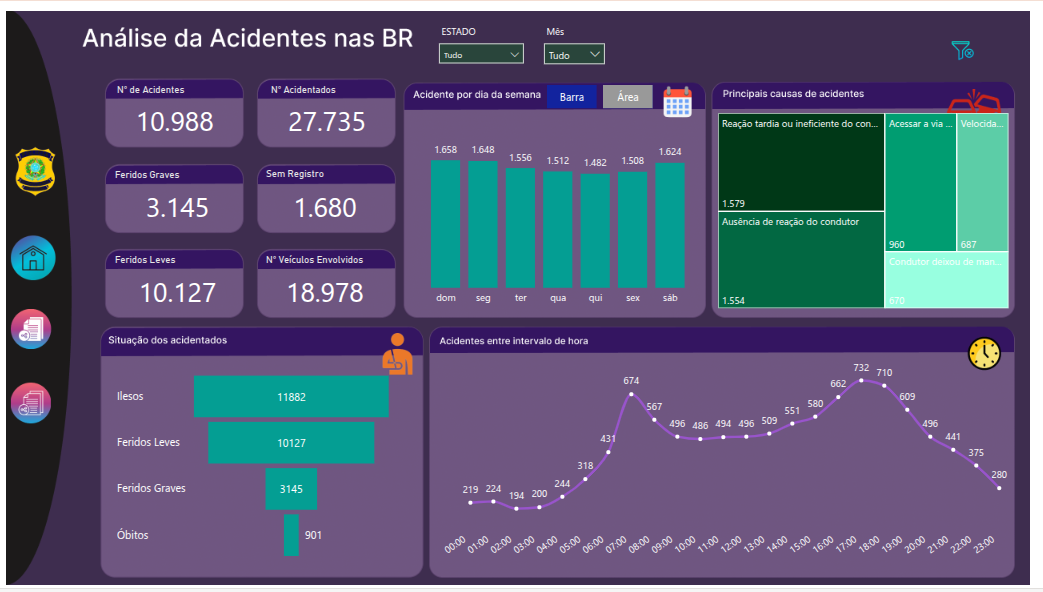 Análise da Acidentes nas BR
ESTADO
Tudo
Mês
Tudo
N° de Acidentes
10.988
N° Acidentados
27.735
Feridos Graves
3.145
Sem Registro
1.680
Feridos Leves
10.127
N° Veículos Envolvidos
18.978
Acidente por dia da semana
Barra
Área
1.658
1.648
1.556
1.512
1.482
1.508
1.624
dom
seg
ter
qua
qui
sex
sáb
Principais causas de acidentes
Reação tardia ou ineficiente do con...
1.579
Ausência de reação do condutor
1.554
Acessar a via ...
960
Velocida...
687
Condutor deixou de man...
670
Situação dos acidentados
Ilesos
11882
Feridos Leves
10127
Feridos Graves
3145
Óbitos
901
Acidentes entre intervalo de hora
219
224
194
200
244
318
431
674
567
496
486
494
496
509
551
580
662
732
710
609
496
441
375
280
00:00
01:00
02:00
03:00
04:00
05:00
06:00
07:00
08:00
09:00
10:00
11:00
12:00
13:00
14:00
15:00
16:00
17:00
18:00
19:00
20:00
21:00
22:00
23:00